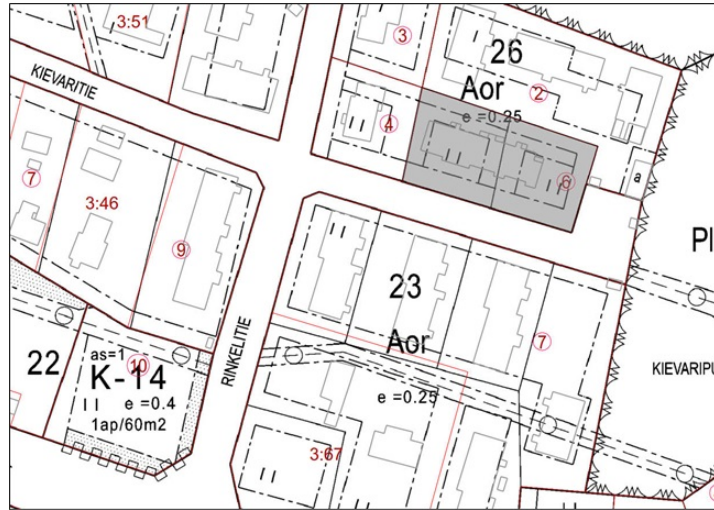 3:51
3
26
Aor
e =0.25
2
I I
4
I I
I I
I I
6
a
KIEVARITIE
7
3:46
9
I I
23
Aor
e =0.25
7
Pl
KIEVARIPU
RINKELITIE
22
as=1
10
K-14
I I e =0.4
1ap/60m2
3:67
I I
I I
I I